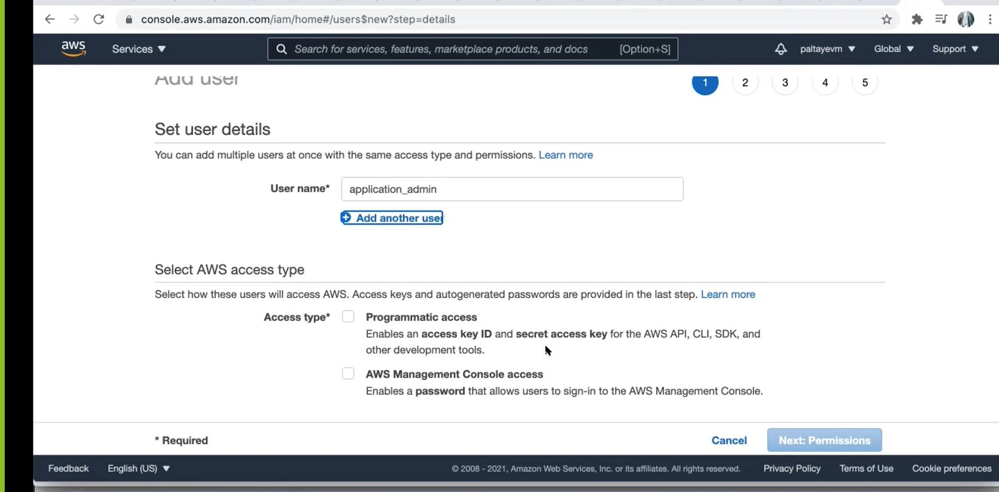 console.aws.amazon.com/iam/home#/users$new?step=details
aws Services Search for services, features, marketplace products, and docs [Option+S] paltayevm Global Support
Add user 1 2 3 4 5
Set user details
You can add multiple users at once with the same access type and permissions. Learn more
User name* application_admin
Add another user
Select AWS access type
Select how these users will access AWS. Access keys and autogenerated passwords are provided in the last step. Learn more
Access type* Programmatic access
Enables an access key ID and secret access key for the AWS API, CLI, SDK, and
other development tools.
AWS Management Console access
Enables a password that allows users to sign-in to the AWS Management Console.
* Required Cancel Next: Permissions
Feedback English (US) © 2008 - 2021, Amazon Web Services, Inc. or its affiliates. All rights reserved. Privacy Policy Terms of Use Cookie preferences